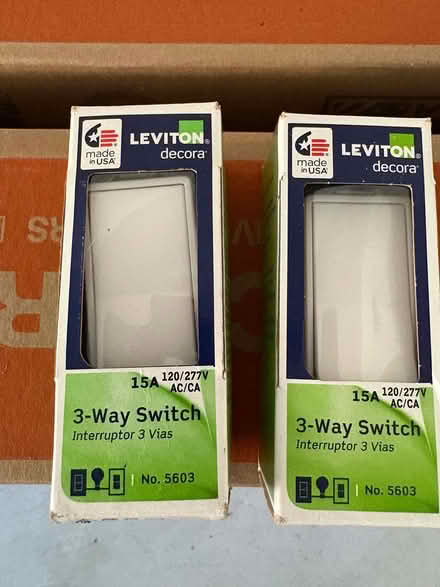 made
in USA
LEVITON
decora
15A 120/277V
AC/CA
3-Way Switch
Interruptor 3 Vias
No. 5603
made
in USA
LEVITON
decora
15A 120/277V
AC/CA
3-Way Switch
Interruptor 3 Vias
No. 5603